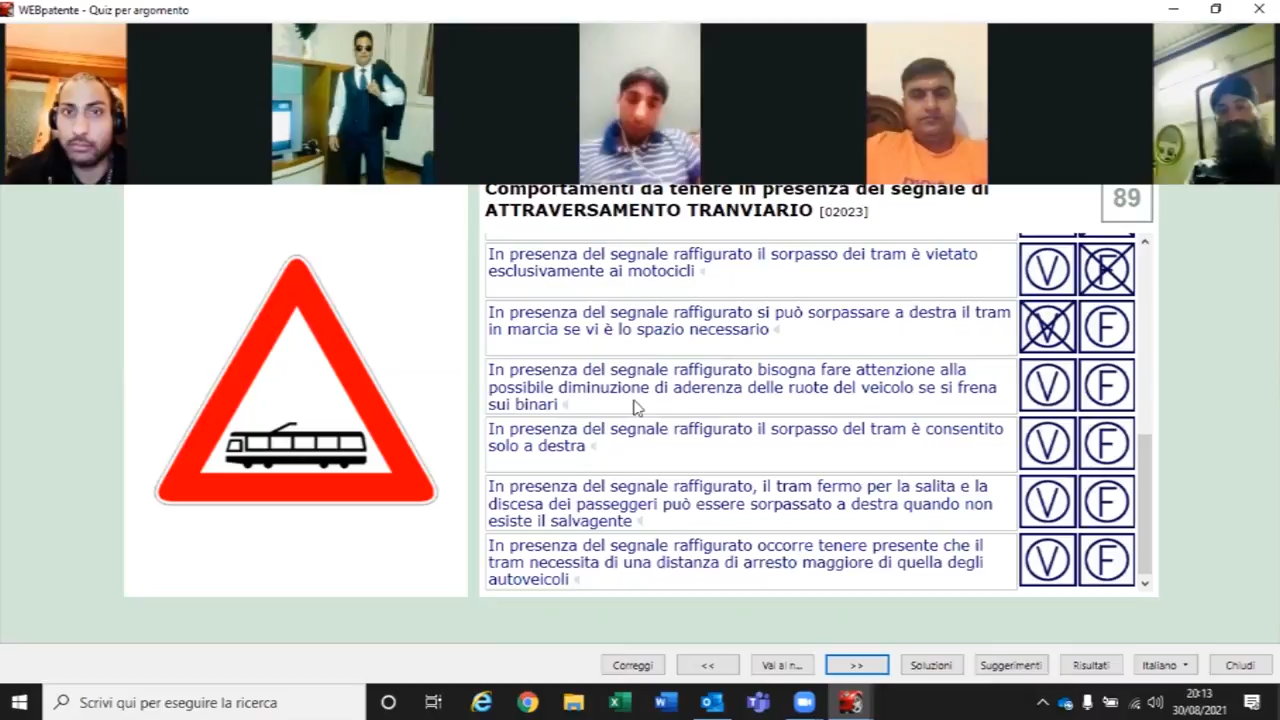 WEBpatente - Quiz per argomento
Comportamenti da tenere in presenza del segnale di
ATTRAVERSAMENTO TRANVIARIO [02023]
89
In presenza del segnale raffigurato il sorpasso dei tram è vietato
esclusivamente ai motocicli
V F
In presenza del segnale raffigurato si può sorpassare a destra il tram
in marcia se vi è lo spazio necessario
V F
In presenza del segnale raffigurato bisogna fare attenzione alla
possibile diminuzione di aderenza delle ruote del veicolo se si frena
sui binari
V F
In presenza del segnale raffigurato il sorpasso del tram è consentito
solo a destra
V F
In presenza del segnale raffigurato, il tram fermo per la salita e la
discesa dei passeggeri può essere sorpassato a destra quando non
esiste il salvagente
V F
In presenza del segnale raffigurato occorre tenere presente che il
tram necessita di una distanza di arresto maggiore di quella degli
autoveicoli
V F
Correggi << Vai al n... >> Soluzioni Suggerimenti Risultati Italiano Chiudi
Scrivi qui per eseguire la ricerca
20:13
30/08/2021